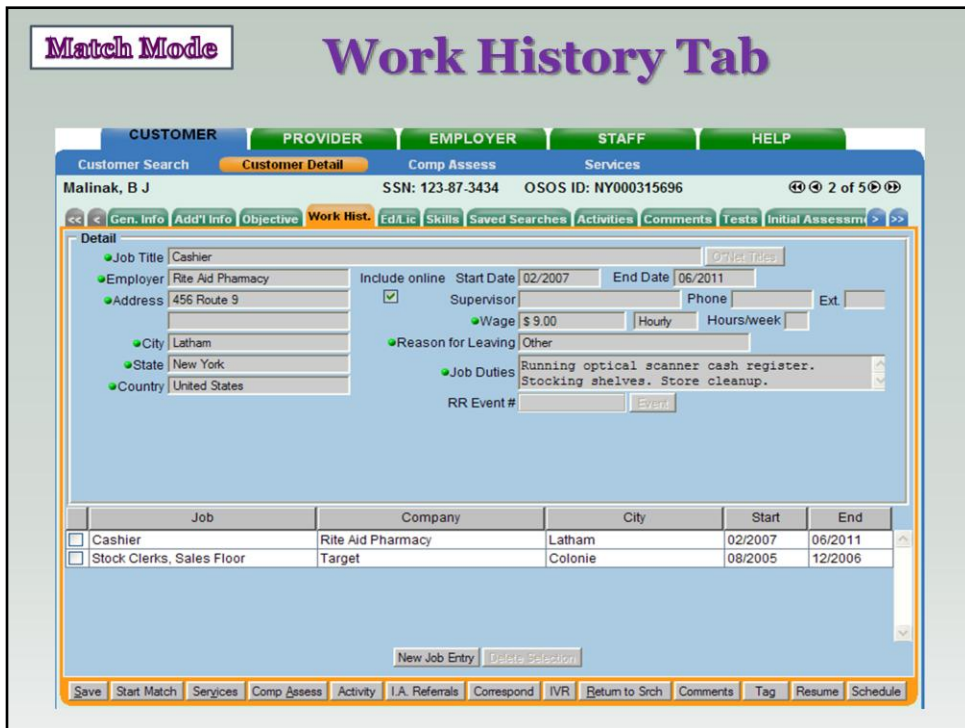 Match Mode
Work History Tab
CUSTOMER PROVIDER EMPLOYER STAFF HELP
Customer Search Customer Detail Comp Assess Services
Malinak, B J SSN: 123-87-3434 OSOS ID: NY000315696 2 of 5
<< < Gen. Info Add'l Info Objective Work Hist. Ed/Lic Skills Saved Searches Activities Comments Tests Initial Assessm > >>
Detail
Job Title Cashier O*Net Titles
Employer Rite Aid Pharmacy Include online Start Date 02/2007 End Date 06/2011
Address 456 Route 9 Supervisor Phone Ext.
Wage $ 9.00 Hourly Hours/week
City Latham Reason for Leaving Other
State New York Job Duties Running optical scanner cash register.
Stocking shelves. Store cleanup.
Country United States
RR Event # Event
Job Company City Start End
Cashier Rite Aid Pharmacy Latham 02/2007 06/2011
Stock Clerks, Sales Floor Target Colonie 08/2005 12/2006
New Job Entry Delete Selection
Save Start Match Services Comp Assess Activity I.A. Referrals Correspond IVR Return to Srch Comments Tag Resume Schedule